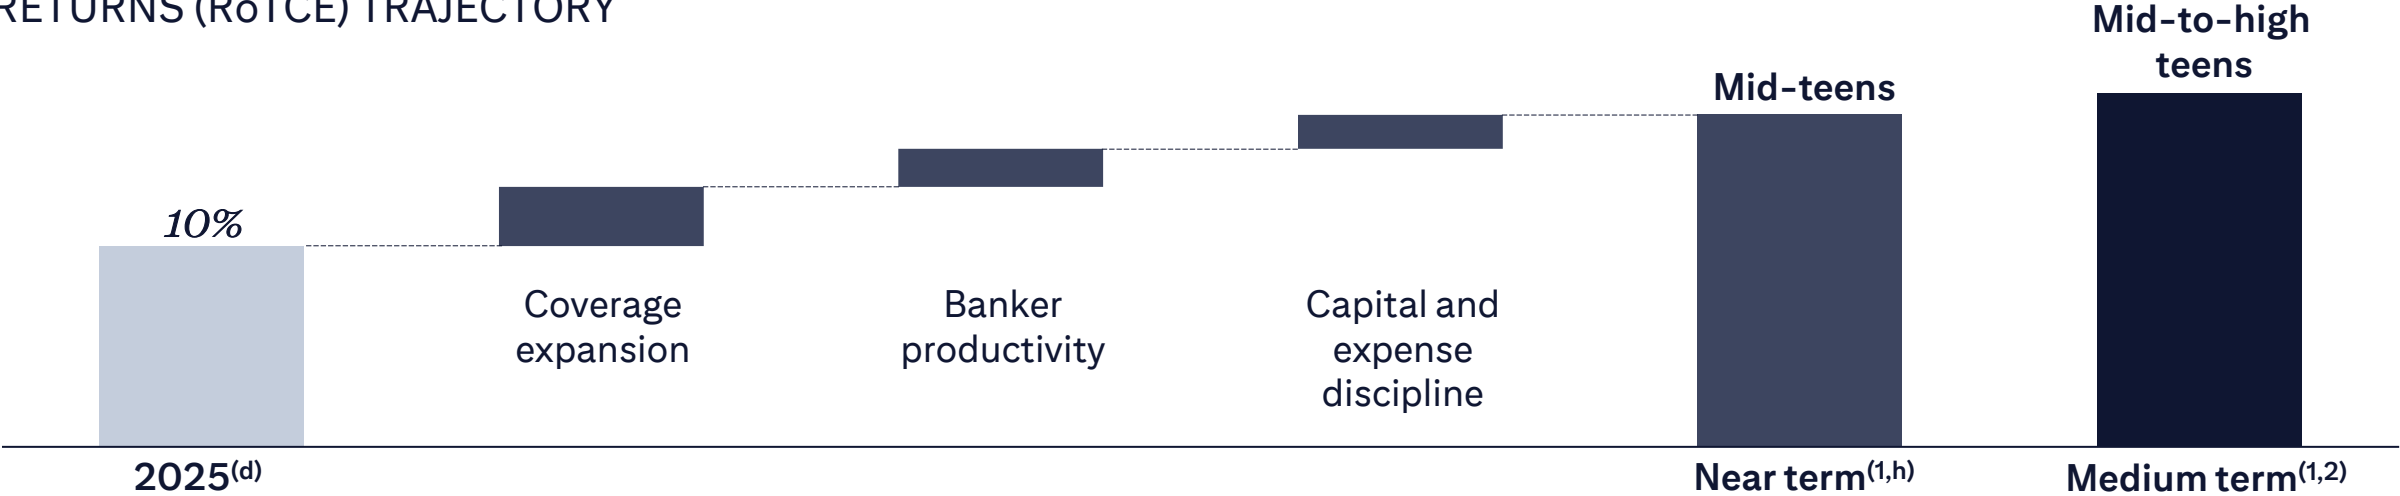 RETURNS (RoTCE) TRAJECTORY
Mid-to-high
teens
Mid-teens
10%
Coverage
expansion
Banker
productivity
Capital and
expense
discipline
2025(d)
Near term(1,h)
Medium term(1,2)